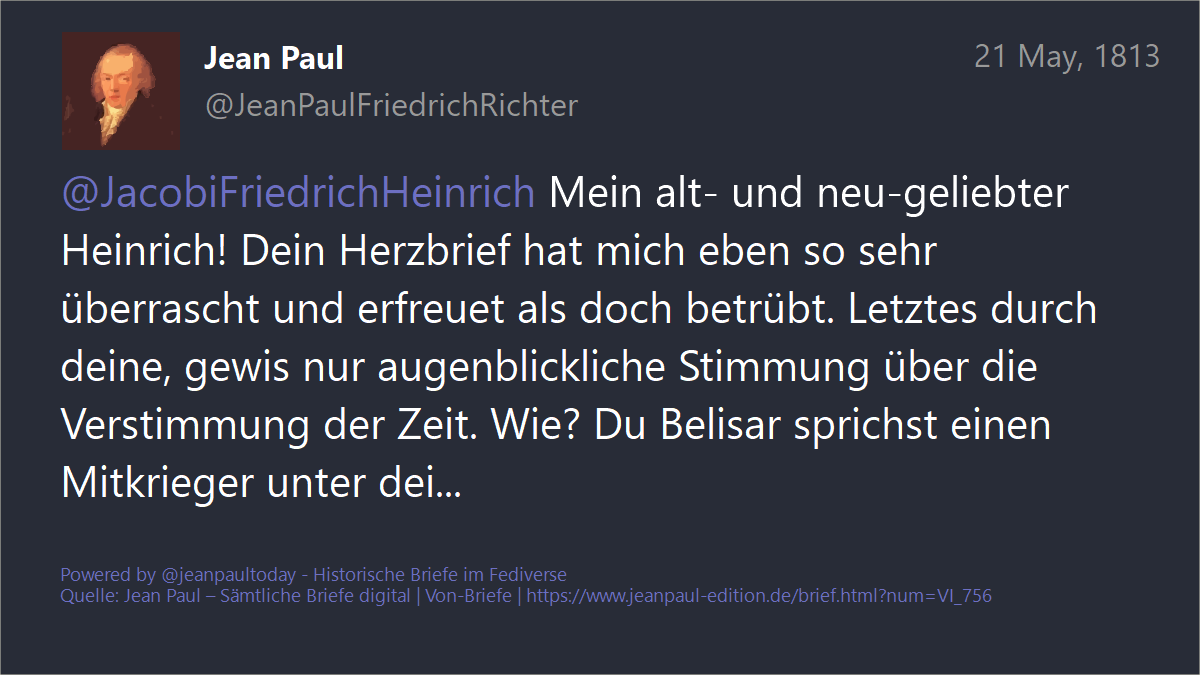 Jean Paul
21 May, 1813
@JeanPaulFriedrichRichter
@JacobiFriedrichHeinrich Mein alt- und neu-geliebter
Heinrich! Dein Herzbrief hat mich eben so sehr
überrascht und erfreuet als doch betrübt. Letztes durch
deine, gewis nur augenblickliche Stimmung über die
Verstimmung der Zeit. Wie? Du Belisar sprichst einen
Mitkrieger unter dei...
Powered by @jeanpaultoday - Historische Briefe im Fediverse
Quelle: Jean Paul – Sämtliche Briefe digital | Von-Briefe | https://www.jeanpaul-edition.de/brief.html?num=VI_756